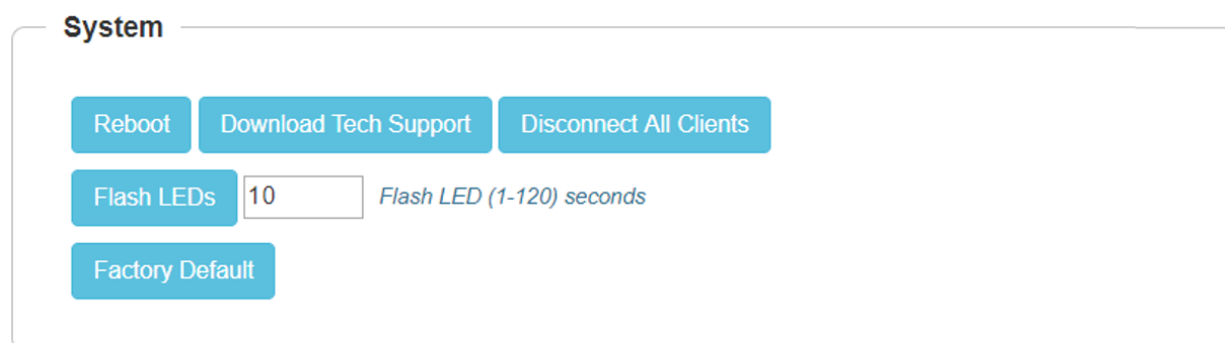 System
Reboot Download Tech Support Disconnect All Clients
Flash LEDs 10 Flash LED (1-120) seconds
Factory Default